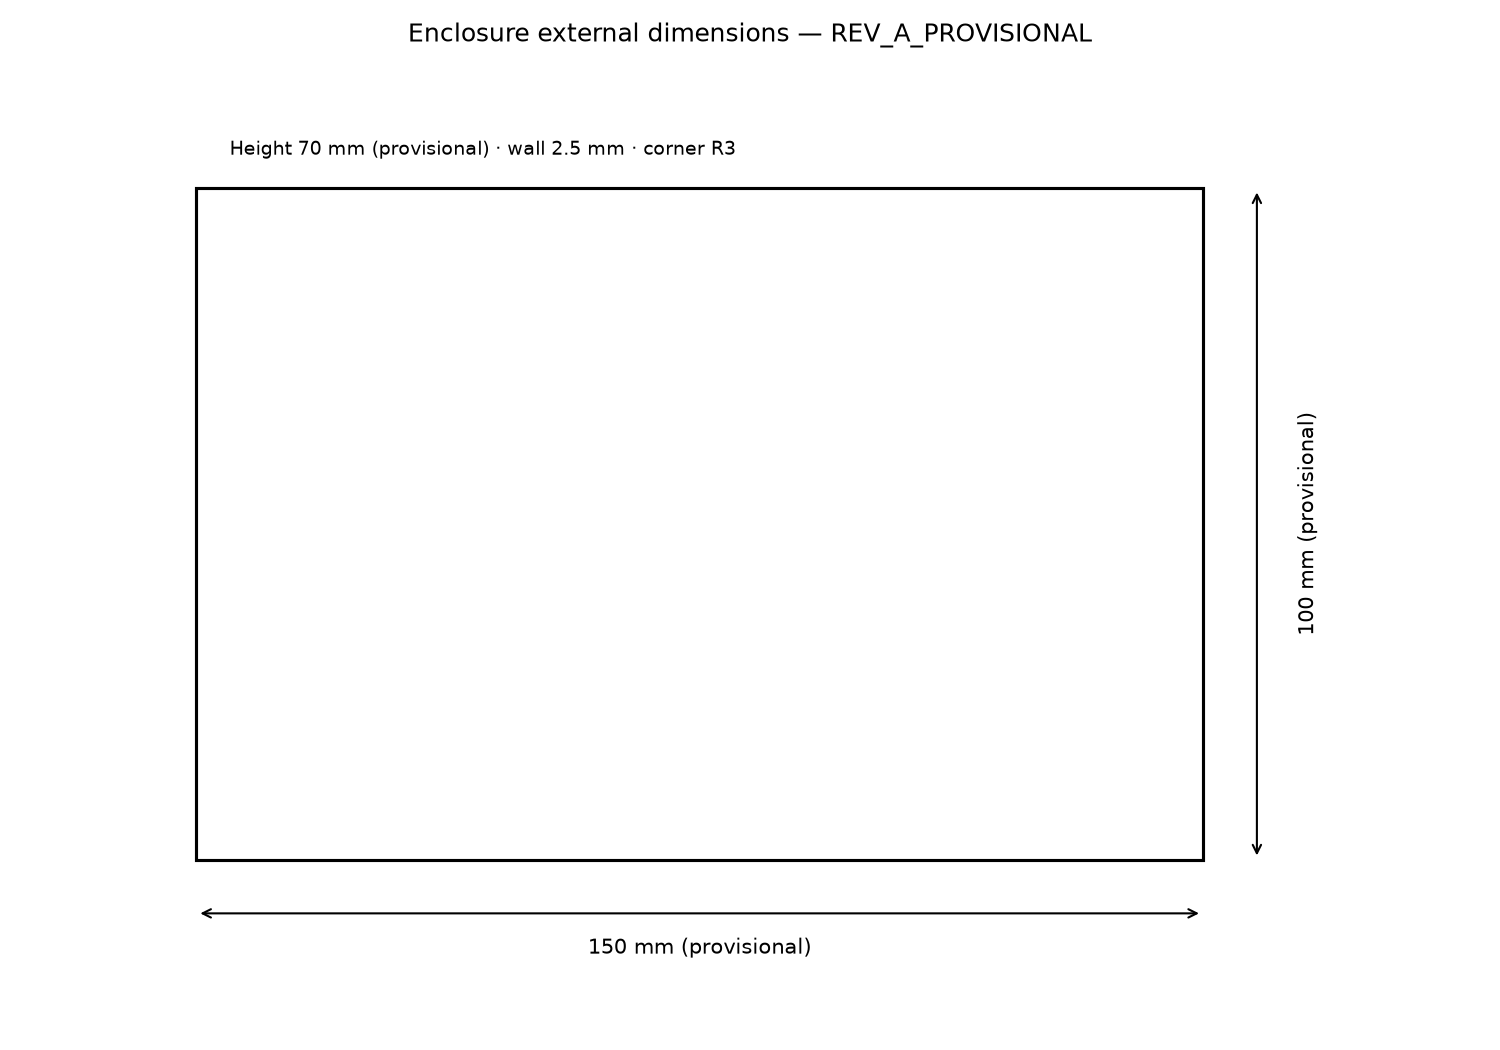 Enclosure external dimensions — REV_A_PROVISIONAL
Height 70 mm (provisional) · wall 2.5 mm · corner R3
100 mm (provisional)
150 mm (provisional)